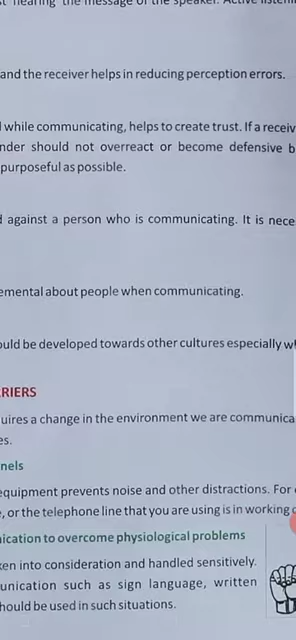 hearing the message of the speaker. Active
and the receiver helps in reducing perception errors.
while communicating, helps to create trust. If a receiv
nder should not overreact or become defensive b
purposeful as possible.
against a person who is communicating. It is nece
emental about people when communicating.
ould be developed towards other cultures especially w
RIERS
uires a change in the environment we are communica
es.
nels
equipment prevents noise and other distractions. For
, or the telephone line that you are using is in working
ication to overcome physiological problems
ken into consideration and handled sensitively.
unication such as sign language, written
hould be used in such situations.